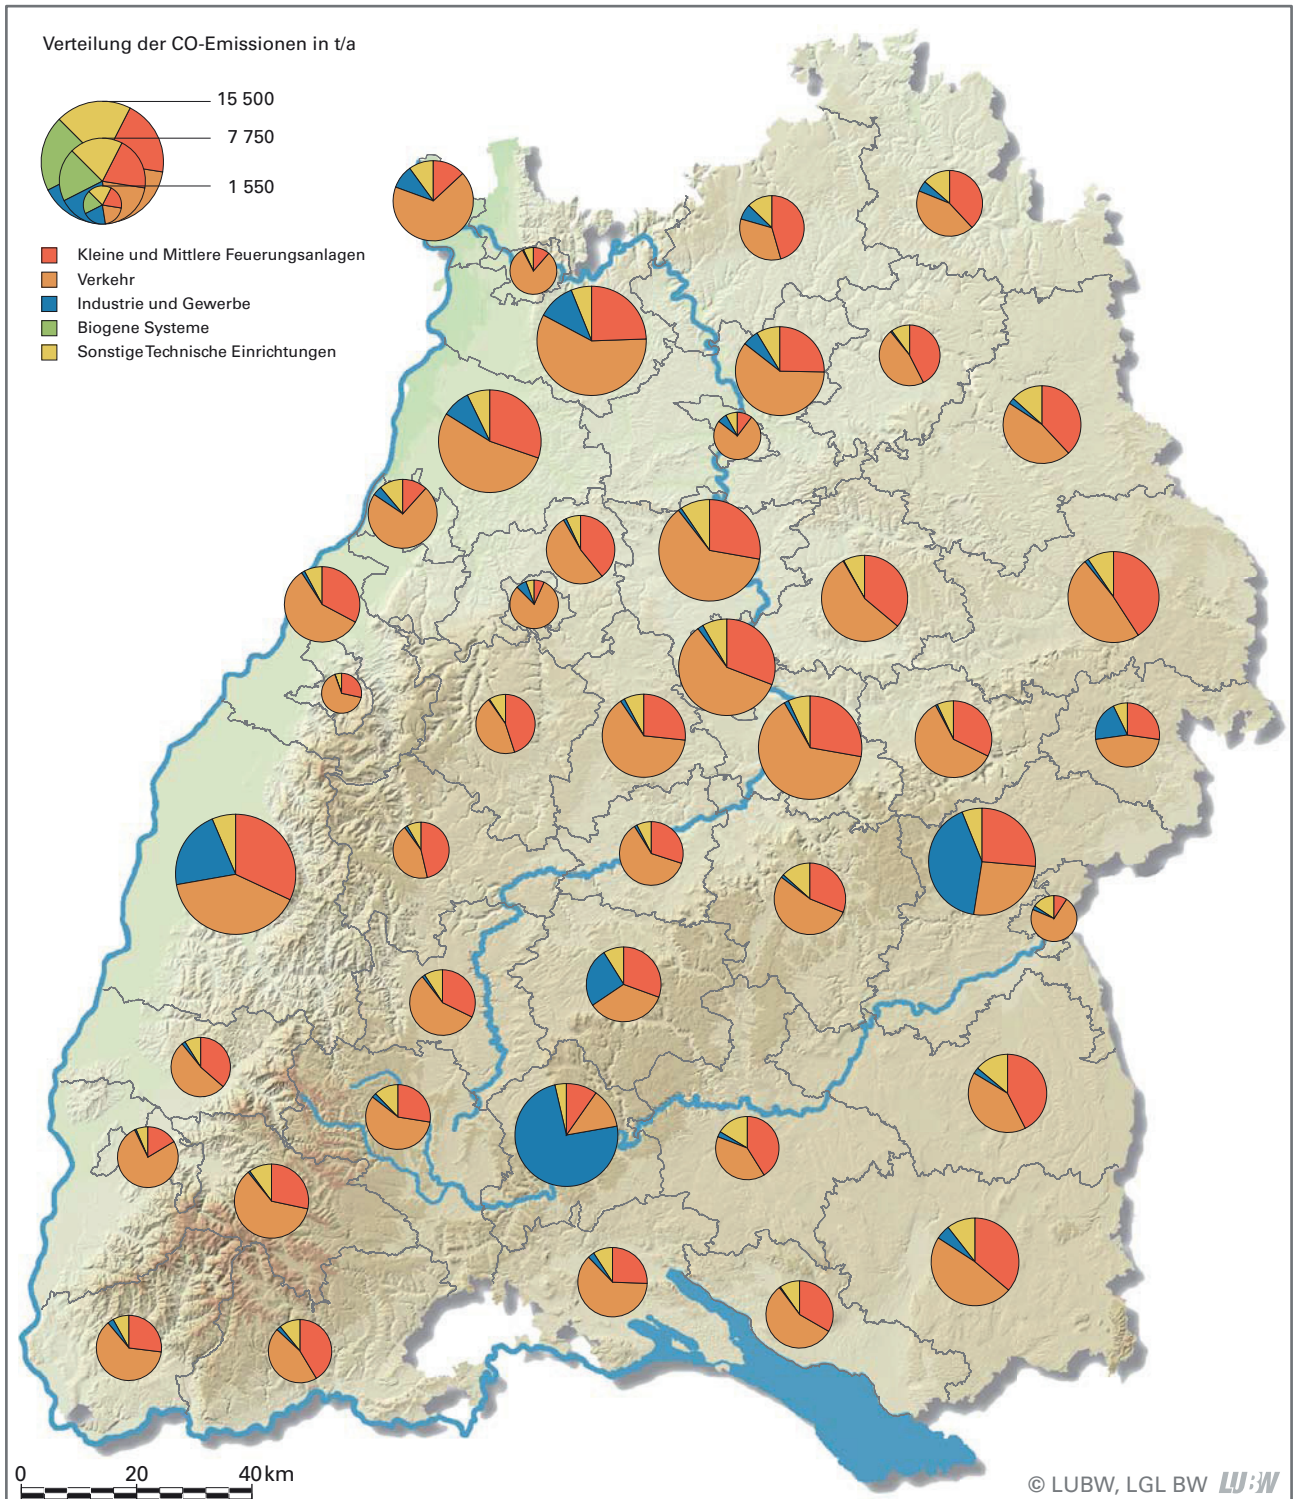 Verteilung der CO-Emissionen in t/a
15 500
7 750
1 550
Kleine und Mittlere Feuerungsanlagen
Verkehr
Industrie und Gewerbe
Biogene Systeme
Sonstige Technische Einrichtungen
0 20 40 km
© LUBW, LGL BW LUBW